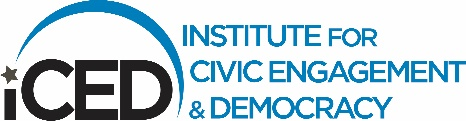 iCED
INSTITUTE FOR
CIVIC ENGAGEMENT
& DEMOCRACY